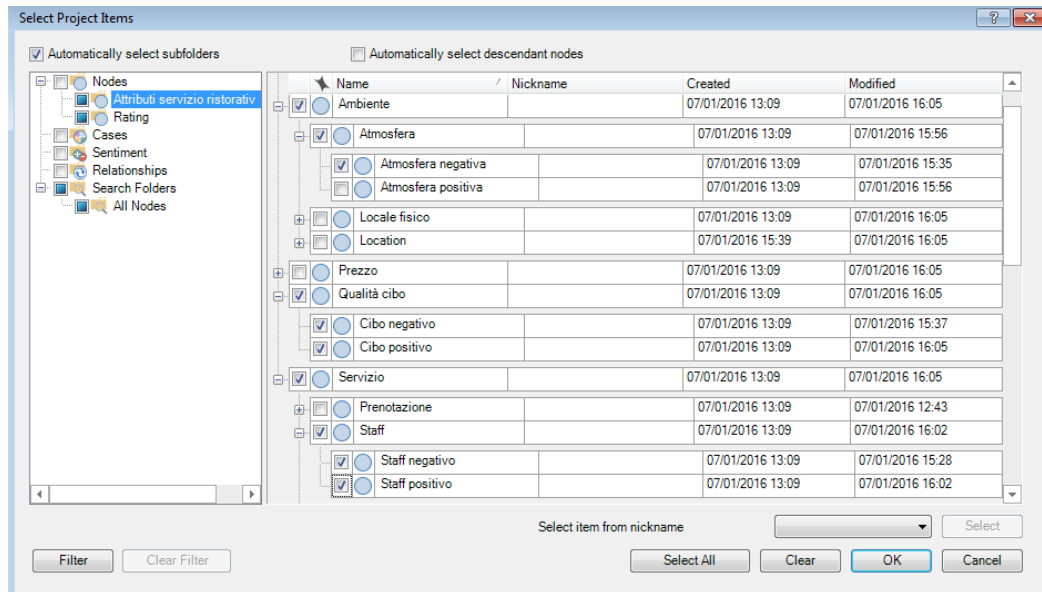 Select Project Items
Automatically select subfolders
Automatically select descendant nodes
Nodes
Attributi servizio ristorativ
Rating
Cases
Sentiment
Relationships
Search Folders
All Nodes
Name Nickname Created Modified
Ambiente 07/01/2016 13:09 07/01/2016 16:05
Atmosfera 07/01/2016 13:09 07/01/2016 15:56
Atmosfera negativa 07/01/2016 13:09 07/01/2016 15:35
Atmosfera positiva 07/01/2016 13:09 07/01/2016 15:56
Locale fisico 07/01/2016 13:09 07/01/2016 16:05
Location 07/01/2016 15:39 07/01/2016 16:05
Prezzo 07/01/2016 13:09 07/01/2016 16:05
Qualità cibo 07/01/2016 13:09 07/01/2016 16:05
Cibo negativo 07/01/2016 13:09 07/01/2016 15:37
Cibo positivo 07/01/2016 13:09 07/01/2016 16:05
Servizio 07/01/2016 13:09 07/01/2016 16:05
Prenotazione 07/01/2016 13:09 07/01/2016 12:43
Staff 07/01/2016 13:09 07/01/2016 16:02
Staff negativo 07/01/2016 13:09 07/01/2016 15:28
Staff positivo 07/01/2016 13:09 07/01/2016 16:02
Select item from nickname
Select
Filter
Clear Filter
Select All
Clear
OK
Cancel